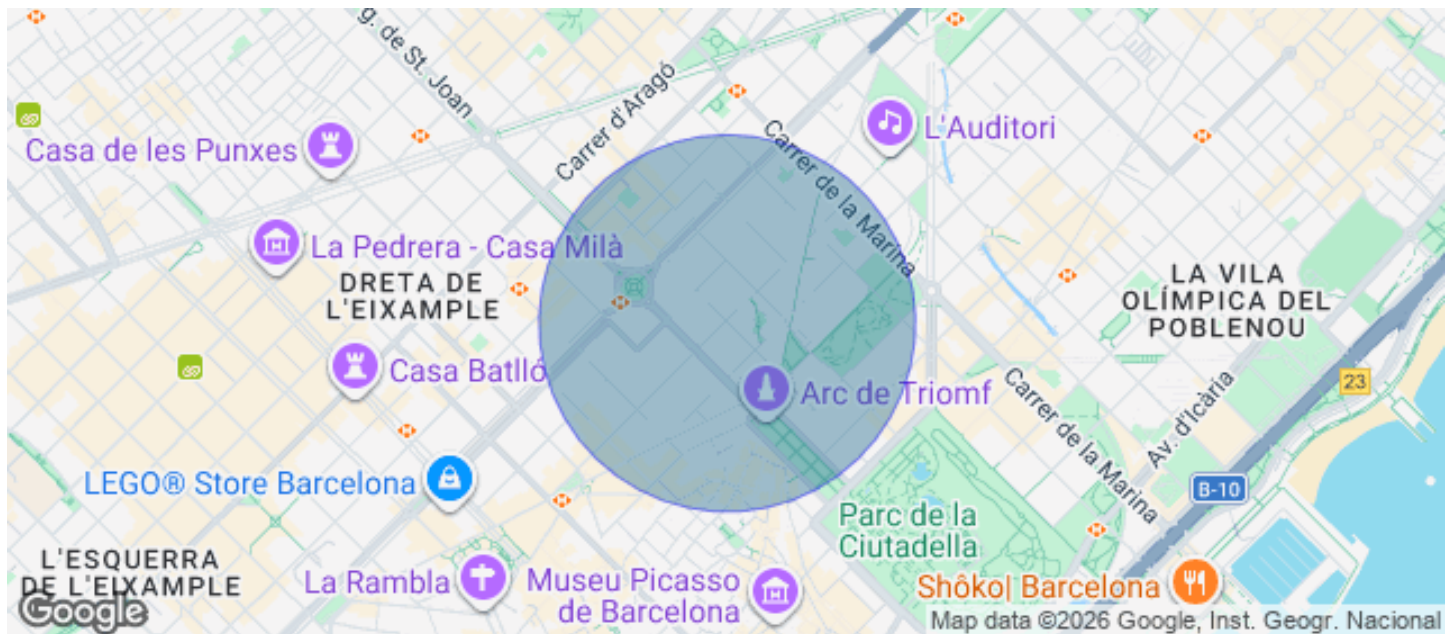 g. de St. Joan
Carrer d'Aragó
L'Auditori
Casa de les Punxes
Carrer de la Marina
La Pedrera - Casa Milà
DRETA DE
L'EIXAMPLE
LA VILA
OLÍMPICA DEL
POBLENOU
Casa Batlló
Arc de Triomf
23
Carrer de la Marina
Av. d'Icària
LEGO® Store Barcelona
B-10
Parc de la
Ciutadella
L'ESQUERRA
DE L'EIXAMPLE
La Rambla
Museu Picasso
de Barcelona
Shôko| Barcelona
Google
Map data ©2026 Google, Inst. Geogr. Nacional